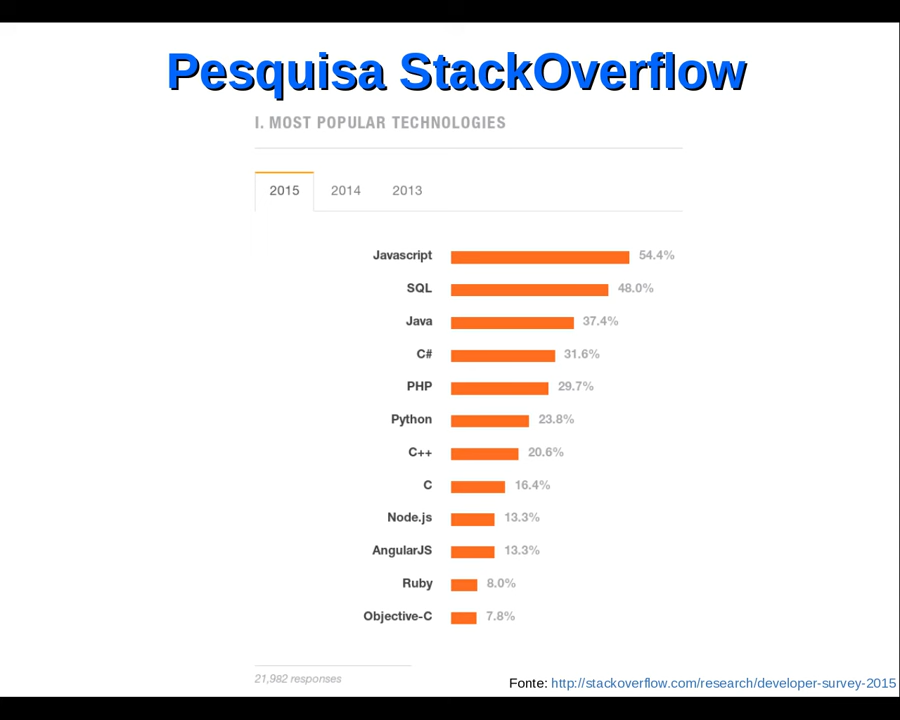 Pesquisa StackOverflow
I. MOST POPULAR TECHNOLOGIES
2015 2014 2013
Javascript 54.4%
SQL 48.0%
Java 37.4%
C# 31.6%
PHP 29.7%
Python 23.8%
C++ 20.6%
C 16.4%
Node.js 13.3%
AngularJS 13.3%
Ruby 8.0%
Objective-C 7.8%
21,982 responses
Fonte: http://stackoverflow.com/research/developer-survey-2015